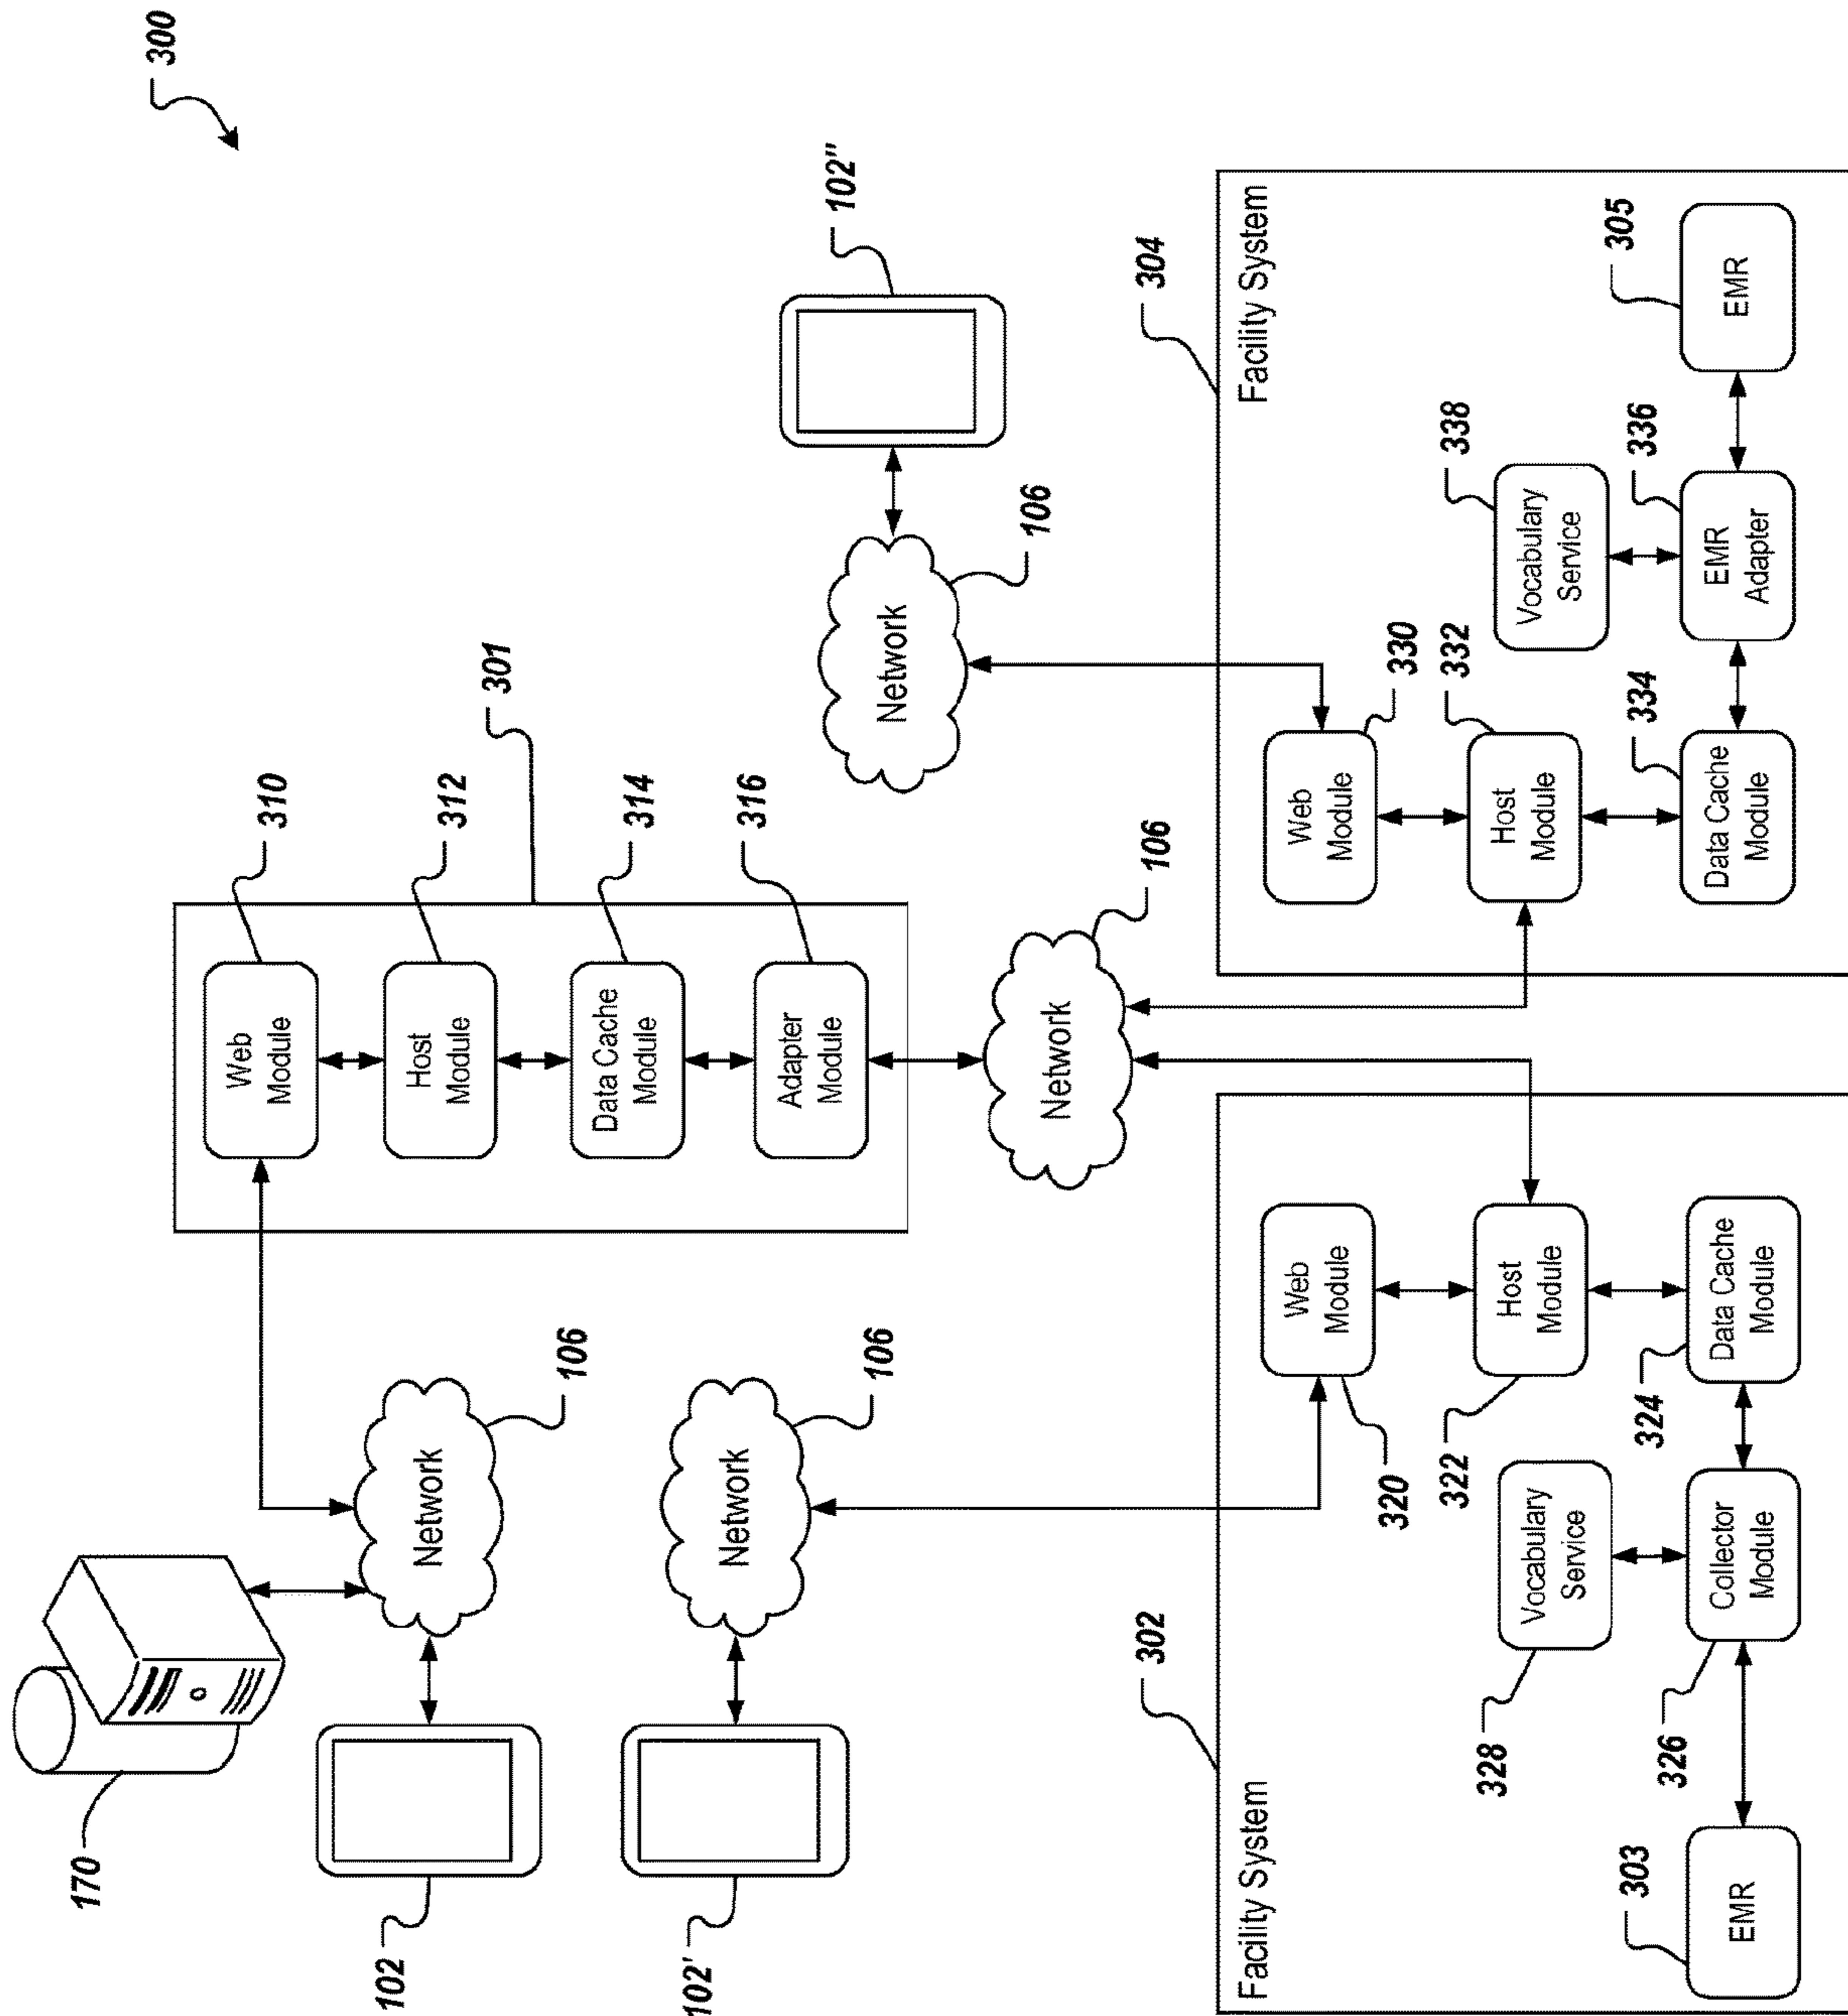 300
170
102
Network
106
102'
Network
106
301
Web
Module
310
Host
Module
312
Data Cache
Module
314
Adapter
Module
316
Network
106
102"
Network
106
302
Facility System
Web
Module
320
Host
Module
322
Data Cache
Module
324
Vocabulary
Service
328
Collector
Module
326
EMR
303
304
Facility System
Web
Module
330
Host
Module
332
Data Cache
Module
334
Vocabulary
Service
338
EMR
Adapter
336
EMR
305